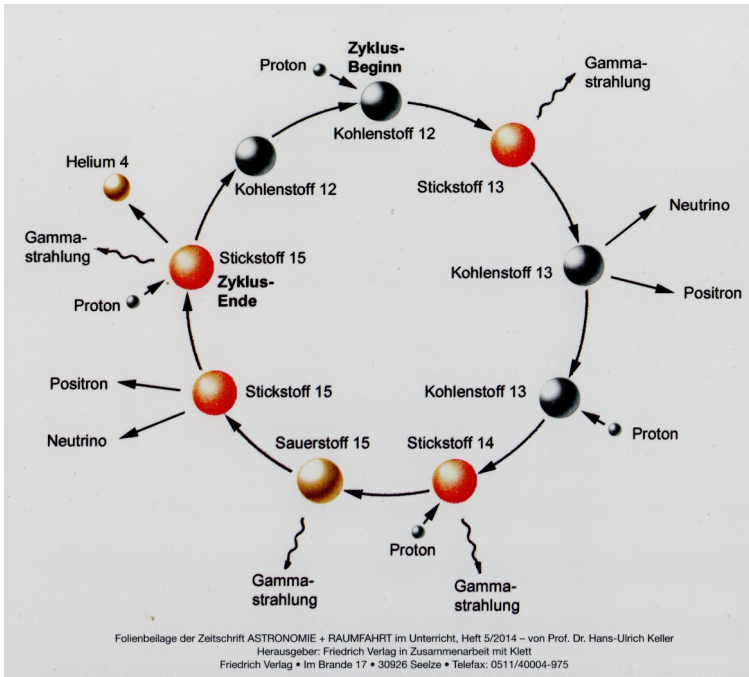 Zyklus-
Beginn
Proton
Kohlenstoff 12
Gamma-
strahlung
Stickstoff 13
Neutrino
Kohlenstoff 13
Positron
Kohlenstoff 13
Proton
Stickstoff 14
Proton
Gamma-
strahlung
Sauerstoff 15
Gamma-
strahlung
Stickstoff 15
Positron
Neutrino
Stickstoff 15
Zyklus-
Ende
Proton
Gamma-
strahlung
Helium 4
Kohlenstoff 12
Folienbeilage der Zeitschrift ASTRONOMIE + RAUMFAHRT im Unterricht, Heft 5/2014 – von Prof. Dr. Hans-Ulrich Keller
Herausgeber: Friedrich Verlag in Zusammenarbeit mit Klett
Friedrich Verlag • Im Brande 17 • 30926 Seelze • Telefax: 0511/40004-975